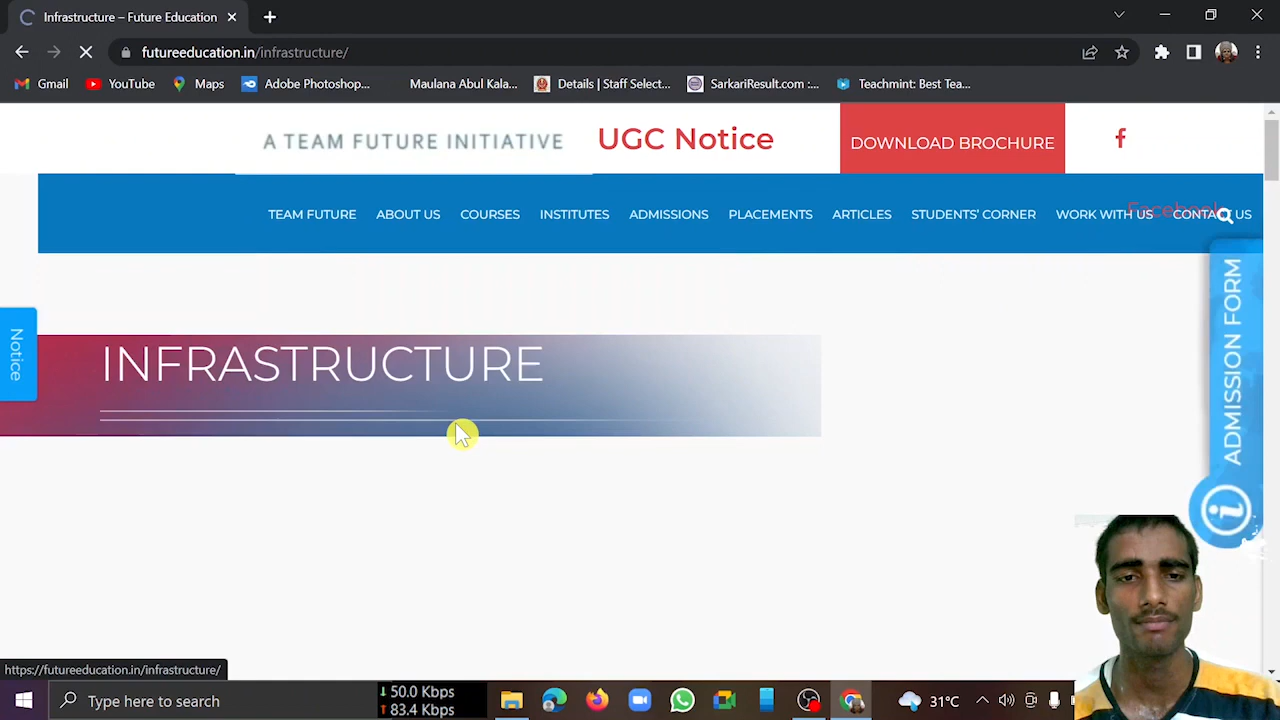 Infrastructure – Future Education
futureeducation.in/infrastructure/
Gmail
YouTube
Maps
Adobe Photoshop...
Maulana Abul Kala...
Details | Staff Select...
SarkariResult.com :...
Teachmint: Best Tea...
A TEAM FUTURE INITIATIVE
UGC Notice
DOWNLOAD BROCHURE
TEAM FUTURE
ABOUT US
COURSES
INSTITUTES
ADMISSIONS
PLACEMENTS
ARTICLES
STUDENTS' CORNER
WORK WITH US
CONTACT US
Facebook
Notice
INFRASTRUCTURE
ADMISSION FORM
https://futureeducation.in/infrastructure/
Type here to search
↓ 50.0 Kbps
↑ 83.4 Kbps
31°C